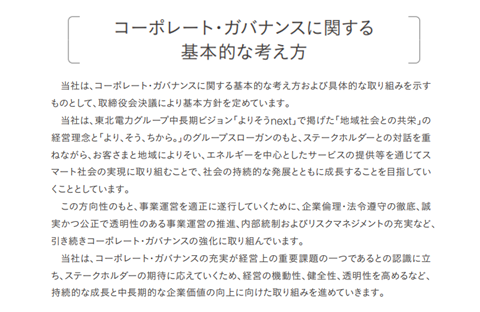 コーポレート・ガバナンスに関する
基本的な考え方
当社は、コーポレート・ガバナンスに関する基本的な考え方および具体的な取り組みを示す
ものとして、取締役会決議により基本方針を定めています。
当社は、東北電力グループ中長期ビジョン「よりそうnext」で掲げた「地域社会との共栄」の
経営理念と「より、そう、ちから。」のグループスローガンのもと、ステークホルダーとの対話を重
ねながら、お客さまと地域によりそい、エネルギーを中心としたサービスの提供等を通じてス
マート社会の実現に取り組むことで、社会の持続的な発展とともに成長することを目指してい
くこととしています。
この方向性のもと、事業運営を適正に遂行していくために、企業倫理・法令遵守の徹底、誠
実かつ公正で透明性のある事業運営の推進、内部統制およびリスクマネジメントの充実など、
引き続きコーポレート・ガバナンスの強化に取り組んでいます。
当社は、コーポレート・ガバナンスの充実が経営上の重要課題の一つであるとの認識に立
ち、ステークホルダーの期待に応えていくため、経営の機動性、健全性、透明性を高めるなど、
持続的な成長と中長期的な企業価値の向上に向けた取り組みを進めていきます。